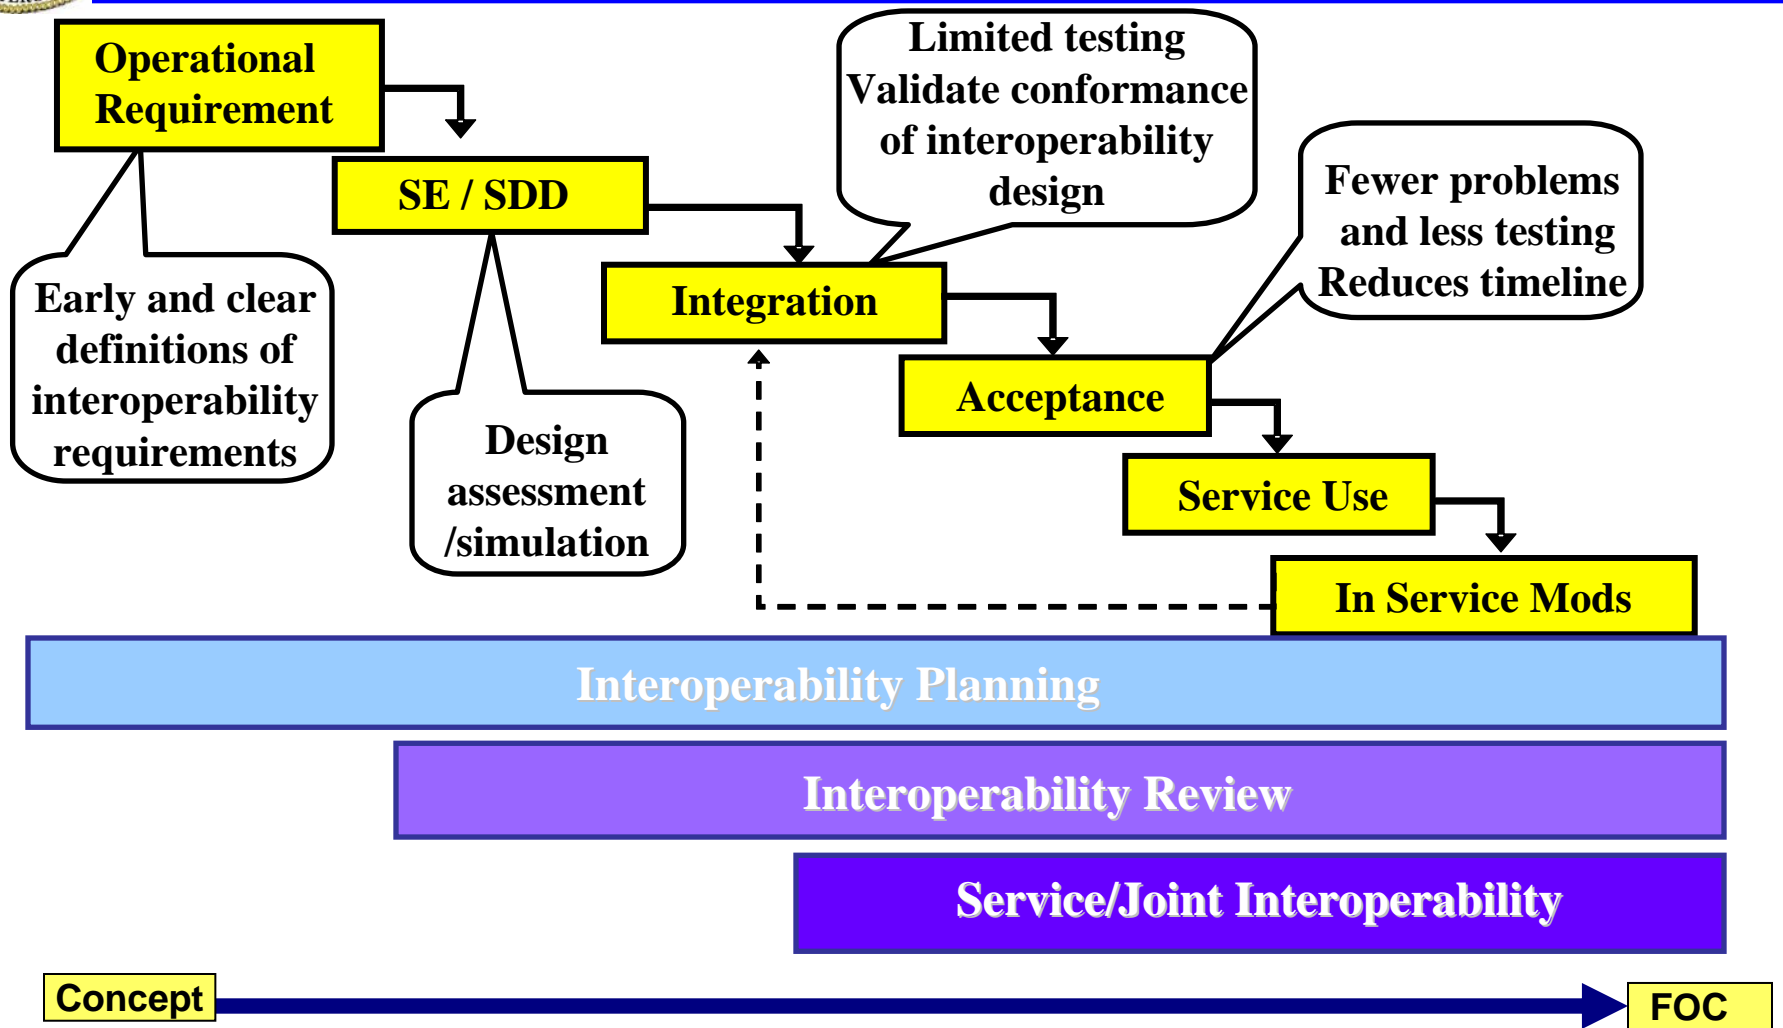 Operational
Requirement
Limited testing
Validate conformance
of interoperability
design
SE / SDD
Fewer problems
and less testing
Reduces timeline
Early and clear
definitions of
interoperability
requirements
Integration
Acceptance
Design
assessment
/simulation
Service Use
In Service Mods
Interoperability Planning
Interoperability Review
Service/Joint Interoperability
Concept
FOC